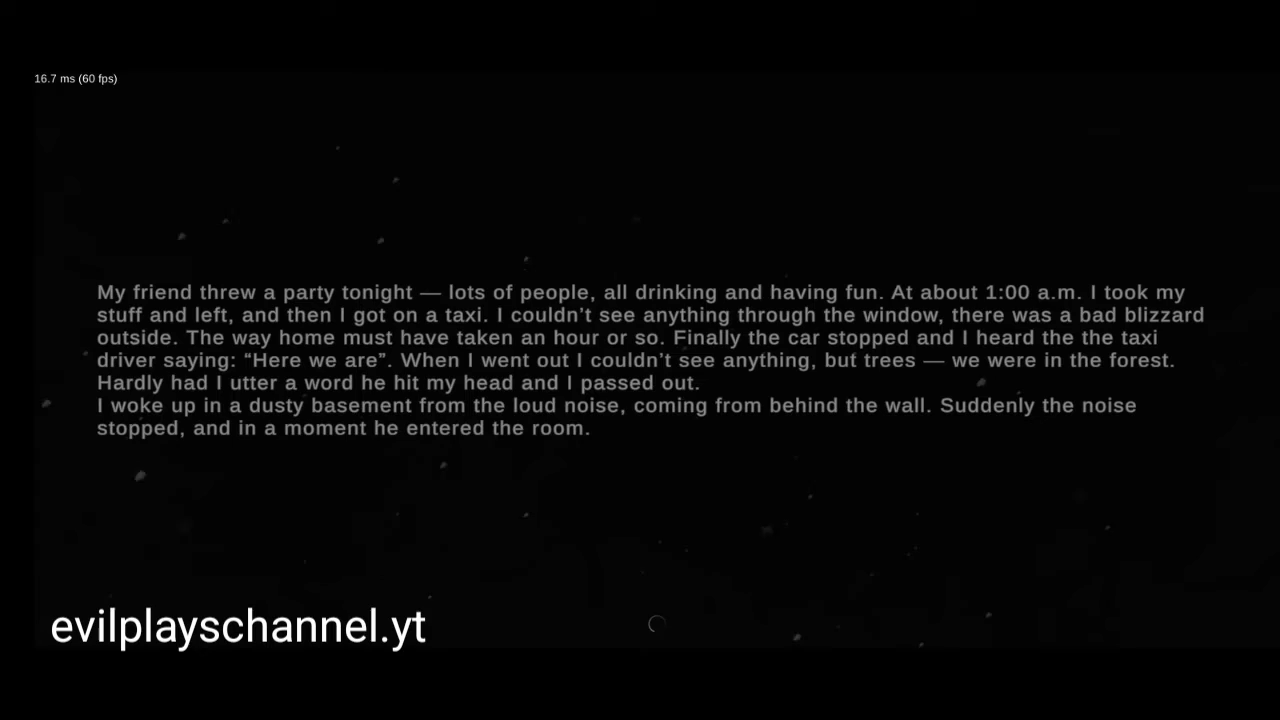 16.7 ms (60 fps)
My friend threw a party tonight — lots of people, all drinking and having fun. At about 1:00 a.m. I took my
stuff and left, and then I got on a taxi. I couldn't see anything through the window, there was a bad blizzard
outside. The way home must have taken an hour or so. Finally the car stopped and I heard the the taxi
driver saying: “Here we are”. When I went out I couldn't see anything, but trees — we were in the forest.
Hardly had I utter a word he hit my head and I passed out.
I woke up in a dusty basement from the loud noise, coming from behind the wall. Suddenly the noise
stopped, and in a moment he entered the room.
evilplayschannel.yt